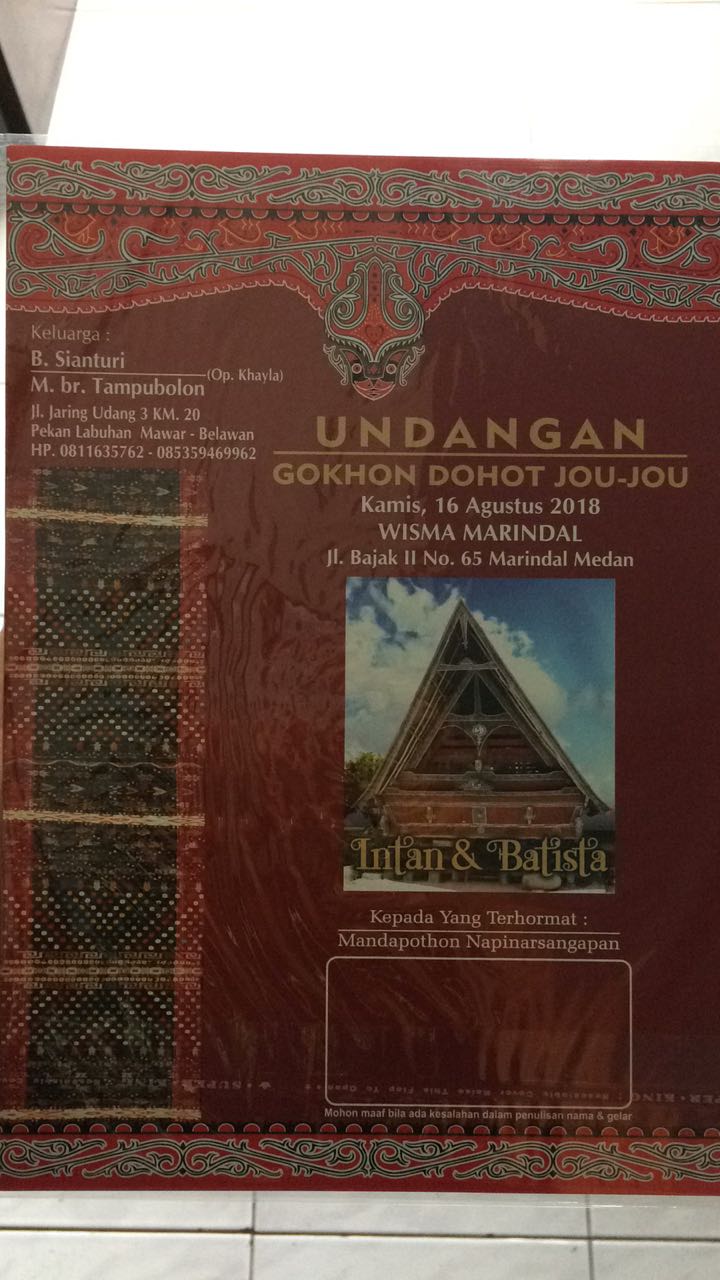 Keluarga :
B. Sianturi
(Op. Khayla)
M. br. Tampubolon
Jl. Jaring Udang 3 KM. 20
Pekan Labuhan Mawar - Belawan
HP. 0811635762 - 085359469962
UNDANGAN
GOKHON DOHOT JOU-JOU
Kamis, 16 Agustus 2018
WISMA MARINDAL
Jl. Bajak II No. 65 Marindal Medan
Intan & Batista
Kepada Yang Terhormat :
Mandapothon Napinarsangapan
Mohon maaf bila ada kesalahan dalam penulisan nama & gelar